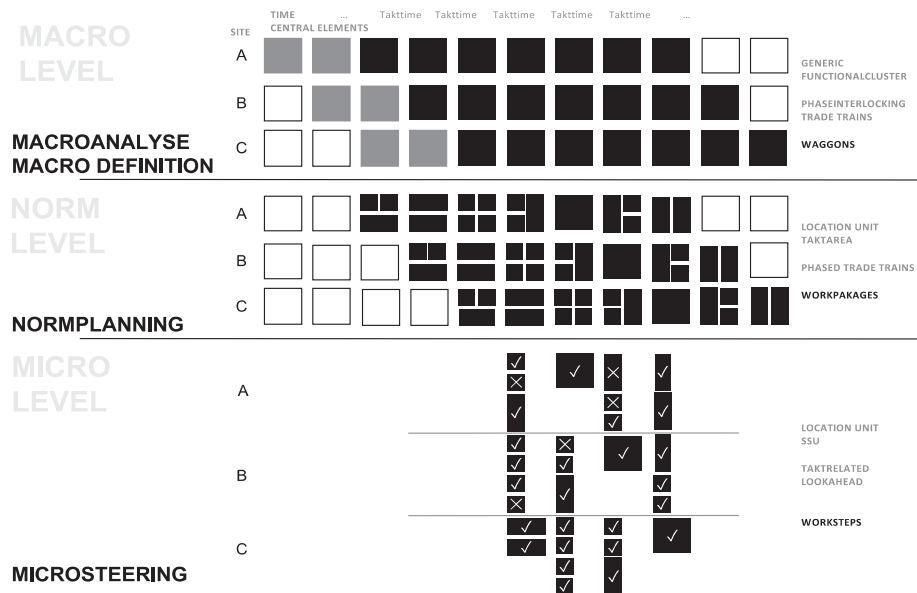 TIME ... Takttime Takttime Takttime Takttime Takttime ...
SITE CENTRAL ELEMENTS
MACRO
LEVEL
A
GENERIC
FUNCTIONALCLUSTER
B
PHASEINTERLOCKING
TRADE TRAINS
MACROANALYSE
MACRO DEFINITION
C
WAGGONS
NORM
LEVEL
A
LOCATION UNIT
TAKTAREA
B
PHASED TRADE TRAINS
C
WORKPAKAGES
NORMPLANNING
MICRO
LEVEL
A
LOCATION UNIT
SSU
B
TAKTRELATED
LOOKAHEAD
WORKSTEPS
C
MICROSTEERING